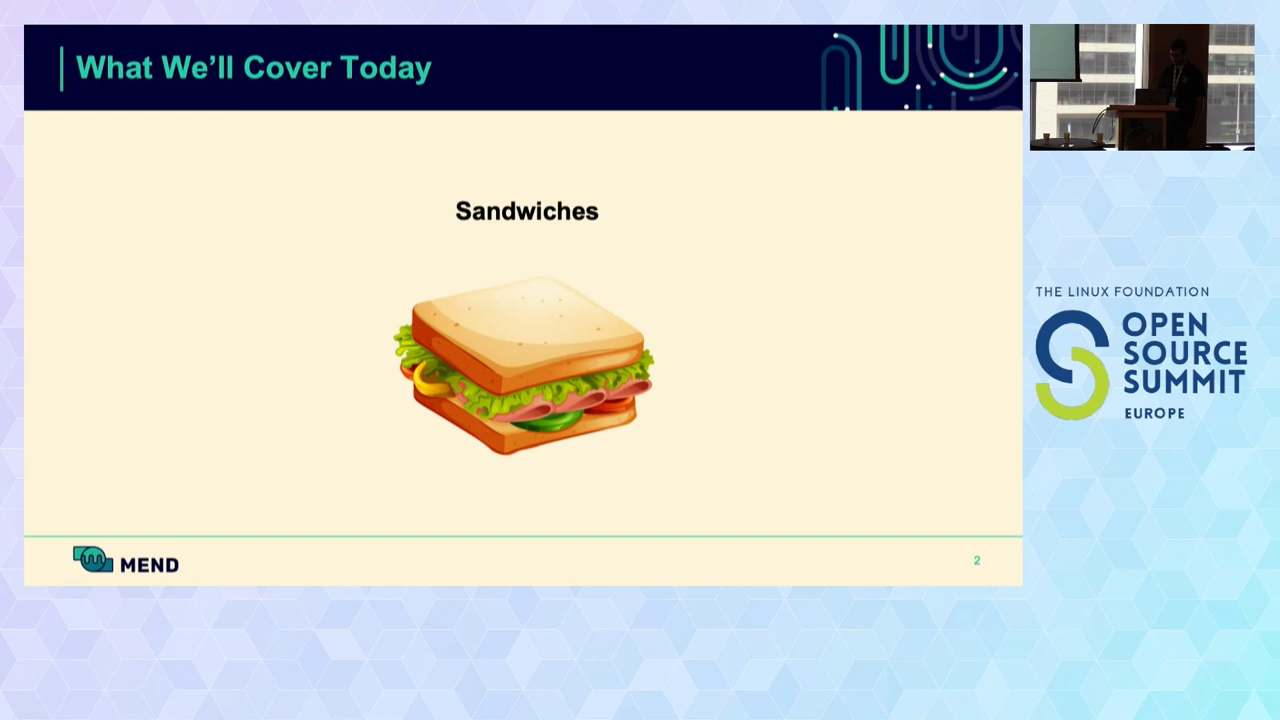 What We’ll Cover Today
Sandwiches
MEND
2
THE LINUX FOUNDATION
OPEN
SOURCE
SUMMIT
EUROPE